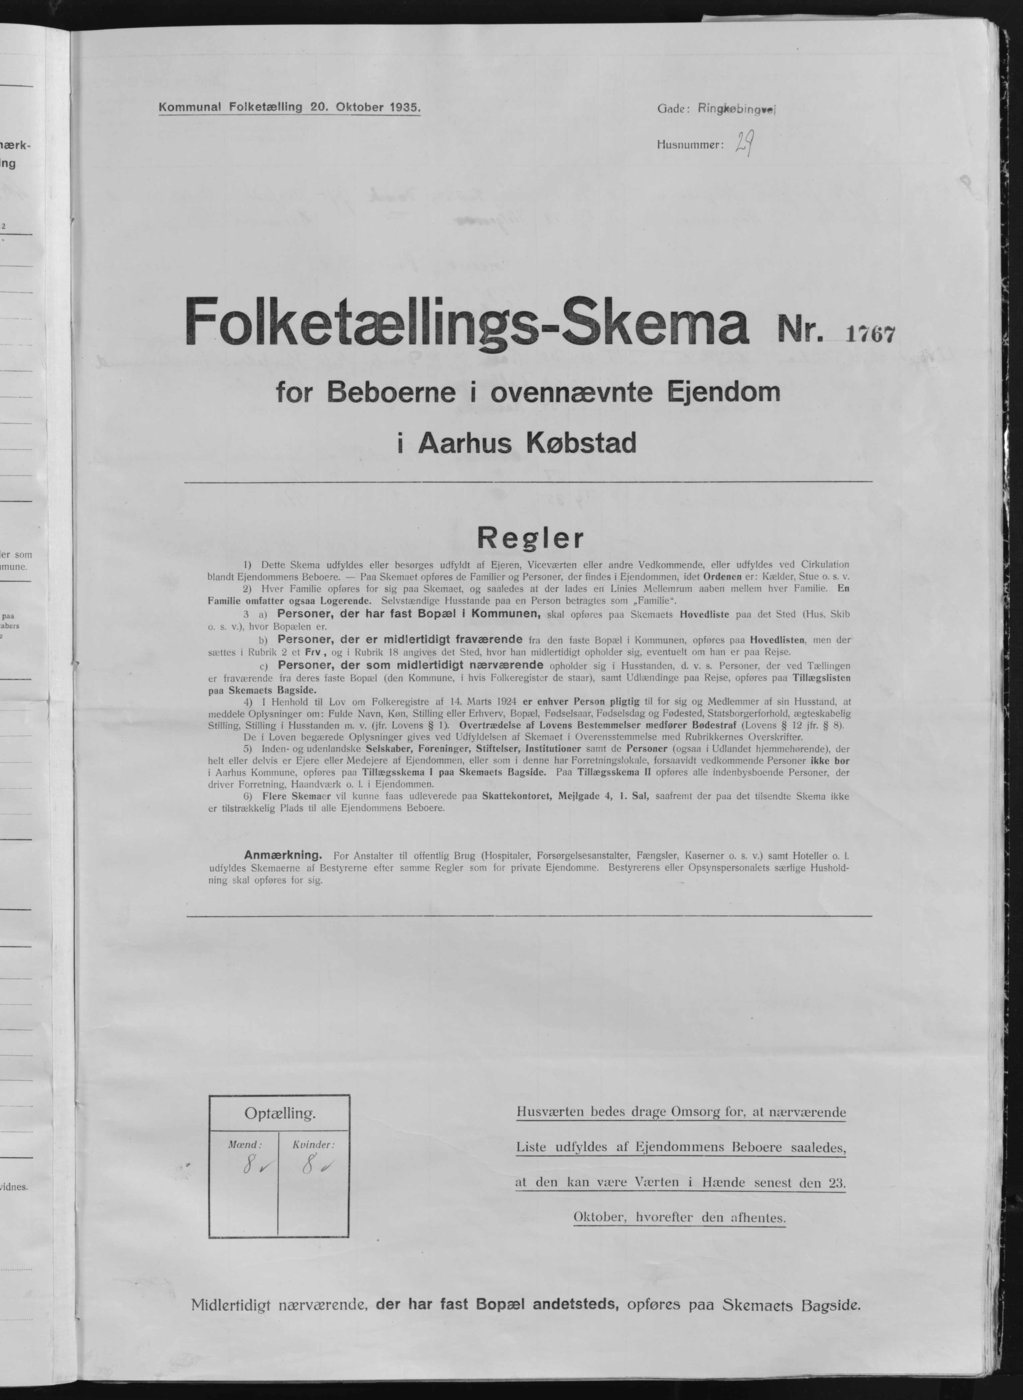 Kommunal Folketælling 20. Oktober 1935.
Gade: Ringkøbingvej
Husnummer: 29
Folketællings-Skema Nr. 1767
for Beboerne i ovennævnte Ejendom
i Aarhus Købstad
Regler
1) Dette Skema udfyldes eller besørges udfyldt af Ejeren, Viceværten eller andre Vedkommende, eller udfyldes ved Cirkulation
blandt Ejendommens Beboere. — Paa Skemaet opføres de Familier og Personer, der findes i Ejendommen, idet Ordenen er: Kælder, Stue o. s. v.
2) Hver Familie opføres for sig paa Skemaet, og saaledes at der lades en Linies Mellemrum aaben mellem hver Familie. En
Familie omfatter ogsaa Logerende. Selvstændige Husstande paa en Person betragtes som „Familie“.
3 a) Personer, der har fast Bopæl i Kommunen, skal opføres paa Skemaets Hovedliste paa det Sted (Hus, Skib
o. s. v.), hvor Bopælen er.
b) Personer, der er midlertidigt fraværende fra den faste Bopæl i Kommunen, opføres paa Hovedlisten, men der
sættes i Rubrik 2 et Frv, og i Rubrik 18 angives det Sted, hvor han midlertidigt opholder sig, eventuelt om han er paa Rejse.
c) Personer, der som midlertidigt nærværende opholder sig i Husstanden, d. v. s. Personer, der ved Tællingen
er fraværende fra deres faste Bopæl (den Kommune, i hvis Folkeregister de staar), samt Udlændinge paa Rejse, opføres paa Tillægslisten
paa Skemaets Bagside.
4) I Henhold til Lov om Folkeregistre af 14. Marts 1924 er enhver Person pligtig til for sig og Medlemmer af sin Husstand, at
meddele Oplysninger om: Fulde Navn, Køn, Stilling eller Erhverv, Bopæl, Fødselsaar, Fødselsdag og Fødested, Statsborgerforhold, ægteskabelig
Stilling, Stilling i Husstanden m. v. (jfr. Lovens § 1). Overtrædelse af Lovens Bestemmelser medfører Bødestraf (Lovens § 12 jfr. § 8).
De i Loven begærede Oplysninger gives ved Udfyldelsen af Skemaet i Overensstemmelse med Rubrikkernes Overskrifter.
5) Inden- og udenlandske Selskaber, Foreninger, Stiftelser, Institutioner samt de Personer (ogsaa i Udlandet hjemmehørende), der
helt eller delvis er Ejere eller Medejere af Ejendommen, eller som i denne har Forretningslokale, forsaavidt vedkommende Personer ikke bor
i Aarhus Kommune, opføres paa Tillægsskema I paa Skemaets Bagside. Paa Tillægsskema II opføres alle indenbysboende Personer, der
driver Forretning, Haandværk o. l. i Ejendommen.
6) Flere Skemaer vil kunne faas udleverede paa Skattekontoret, Mejlgade 4, 1. Sal, saafremt der paa det tilsendte Skema ikke
er tilstrækkelig Plads til alle Ejendommens Beboere.
Anmærkning. For Anstalter til offentlig Brug (Hospitaler, Forsørgelsesanstalter, Fængsler, Kaserner o. s. v.) samt Hoteller o. l.
udfyldes Skemaerne af Bestyrerne efter samme Regler som for private Ejendomme. Bestyrerens eller Opsynspersonalets særlige Hushold-
ning skal opføres for sig.
Optælling.
Mænd: Kvinder:
8 ✓ 8 ✓
Husværten bedes drage Omsorg for, at nærværende
Liste udfyldes af Ejendommens Beboere saaledes,
at den kan være Værten i Hænde senest den 23.
Oktober, hvorefter den afhentes.
Midlertidigt nærværende, der har fast Bopæl andetsteds, opføres paa Skemaets Bagside.